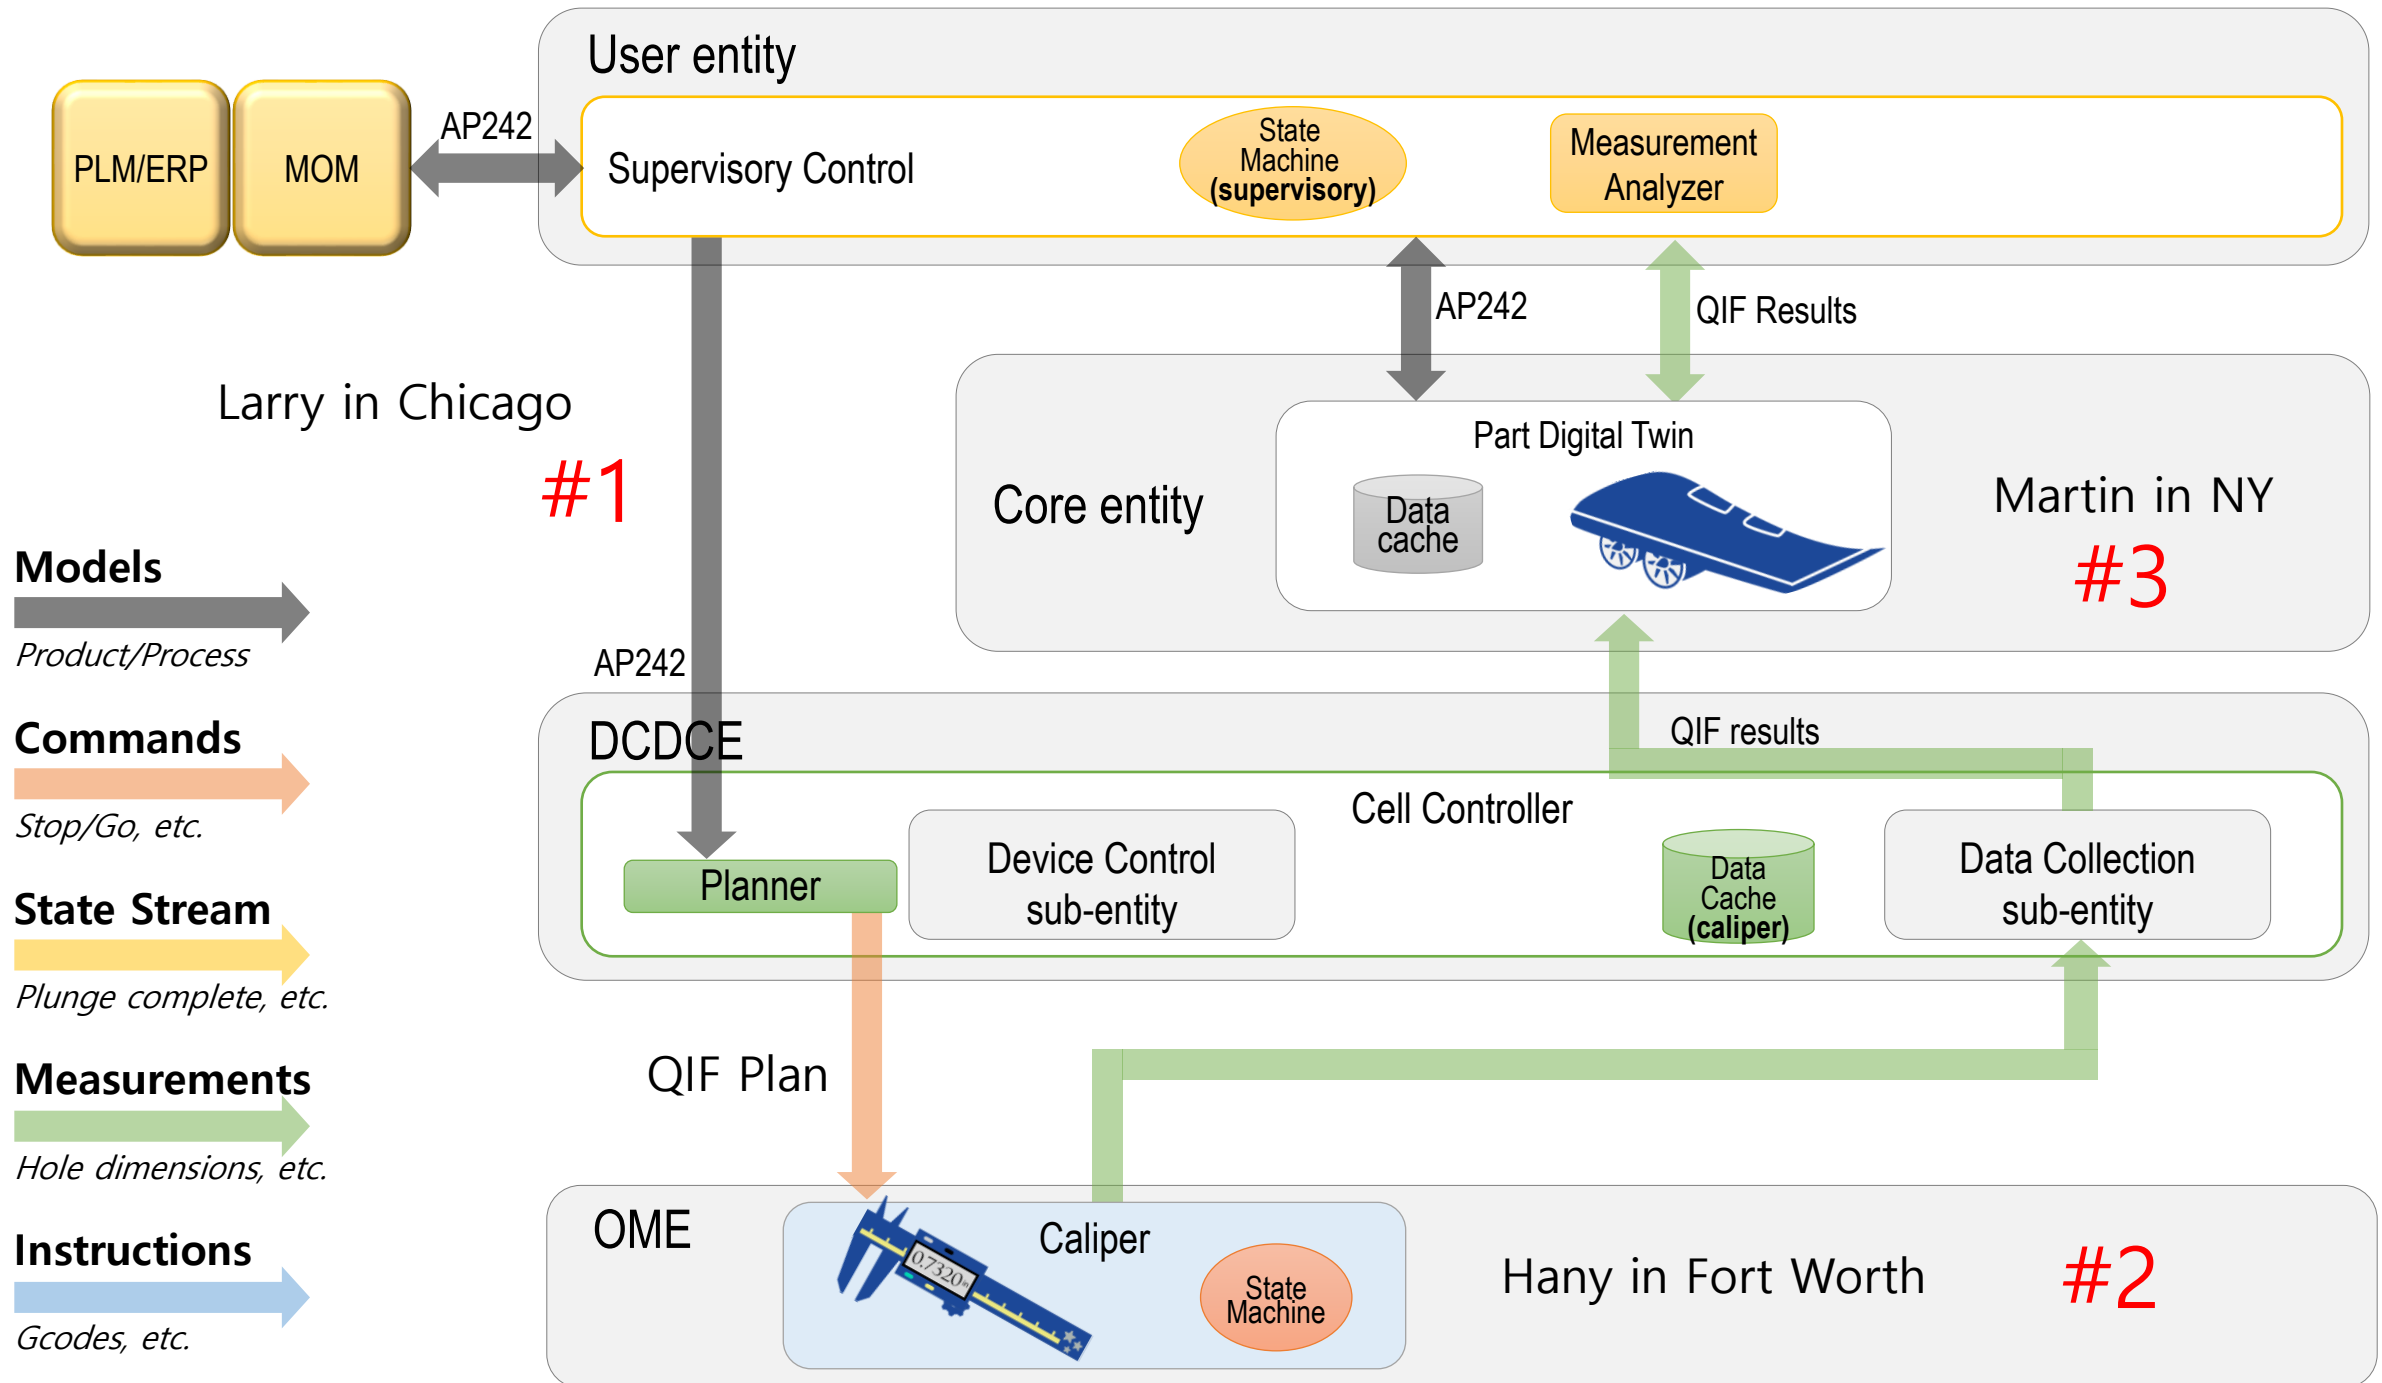 User entity
PLM/ERP
MOM
AP242
Supervisory Control
State
Machine
(supervisory)
Measurement
Analyzer
AP242
QIF Results
Larry in Chicago
#1
Core entity
Part Digital Twin
Data
cache
Martin in NY
#3
Models
Product/Process
Commands
Stop/Go, etc.
State Stream
Plunge complete, etc.
Measurements
Hole dimensions, etc.
Instructions
Gcodes, etc.
AP242
DCDCE
QIF results
Cell Controller
Planner
Device Control
sub-entity
Data
Cache
(caliper)
Data Collection
sub-entity
QIF Plan
OME
Caliper
0.7320in
State
Machine
Hany in Fort Worth
#2